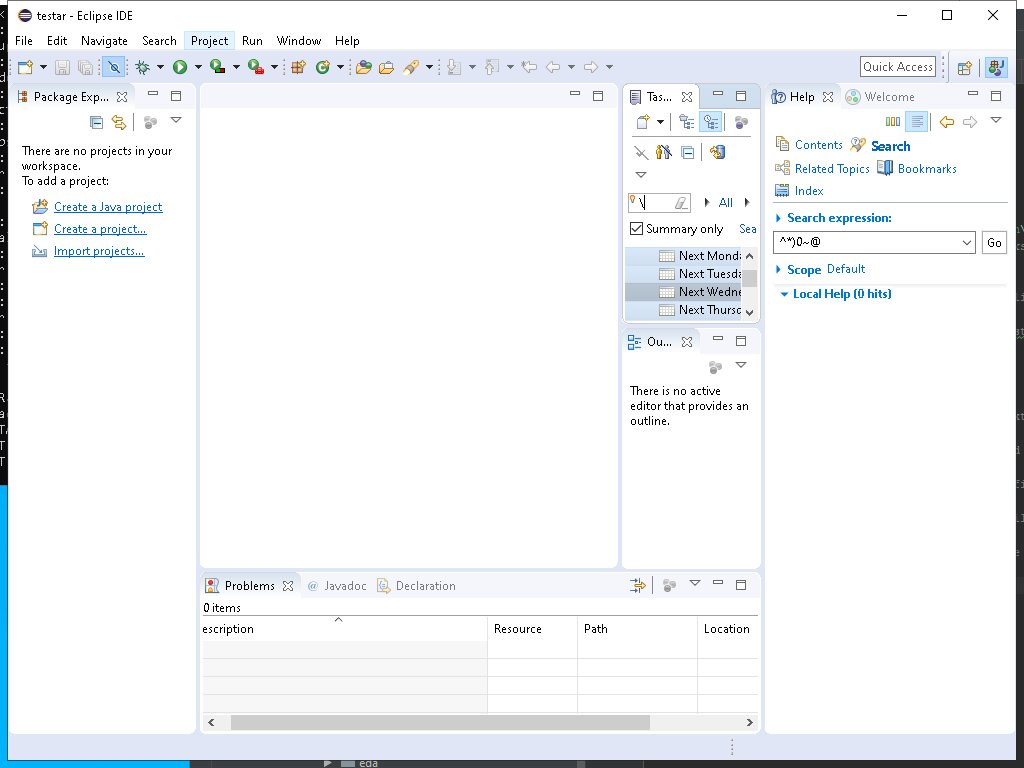 testar - Eclipse IDE
File Edit Navigate Search Project Run Window Help
Quick Access
Package Exp...
There are no projects in your
workspace.
To add a project:
Create a Java project
Create a project...
Import projects...
Tas...
\
All
Summary only Sea
Next Monda
Next Tuesda
Next Wedne
Next Thursd
Ou...
There is no active
editor that provides an
outline.
Help Welcome
Contents Search
Related Topics Bookmarks
Index
Search expression:
^*)0~@ Go
Scope Default
Local Help (0 hits)
Problems @ Javadoc Declaration
0 items
escription Resource Path Location
eda